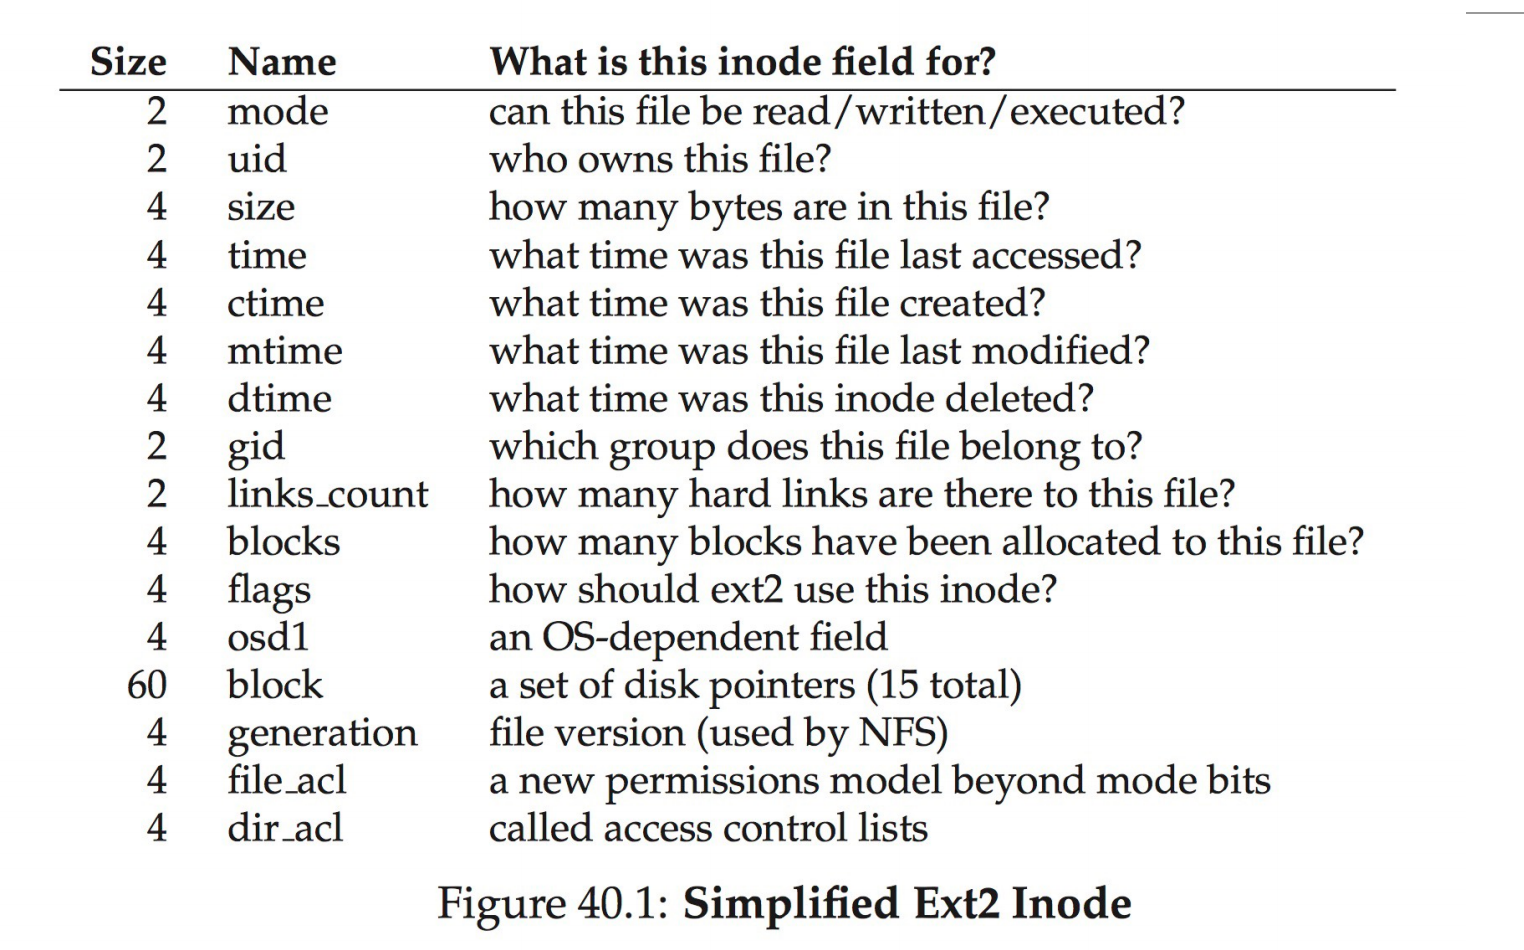 Size Name What is this inode field for?
2 mode can this file be read/written/executed?
2 uid who owns this file?
4 size how many bytes are in this file?
4 time what time was this file last accessed?
4 ctime what time was this file created?
4 mtime what time was this file last modified?
4 dtime what time was this inode deleted?
2 gid which group does this file belong to?
2 links_count how many hard links are there to this file?
4 blocks how many blocks have been allocated to this file?
4 flags how should ext2 use this inode?
4 osd1 an OS-dependent field
60 block a set of disk pointers (15 total)
4 generation file version (used by NFS)
4 file_acl a new permissions model beyond mode bits
4 dir_acl called access control lists
Figure 40.1: Simplified Ext2 Inode